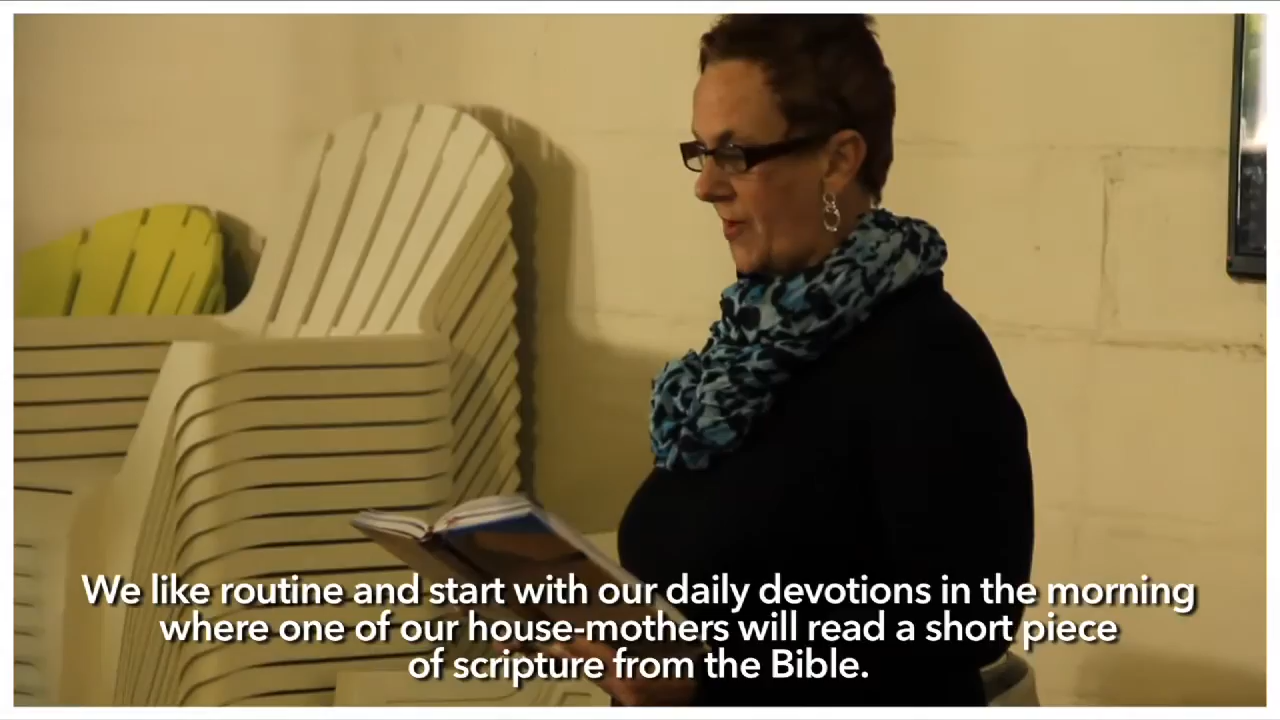 We like routine and start with our daily devotions in the morning
where one of our house-mothers will read a short piece
of scripture from the Bible.